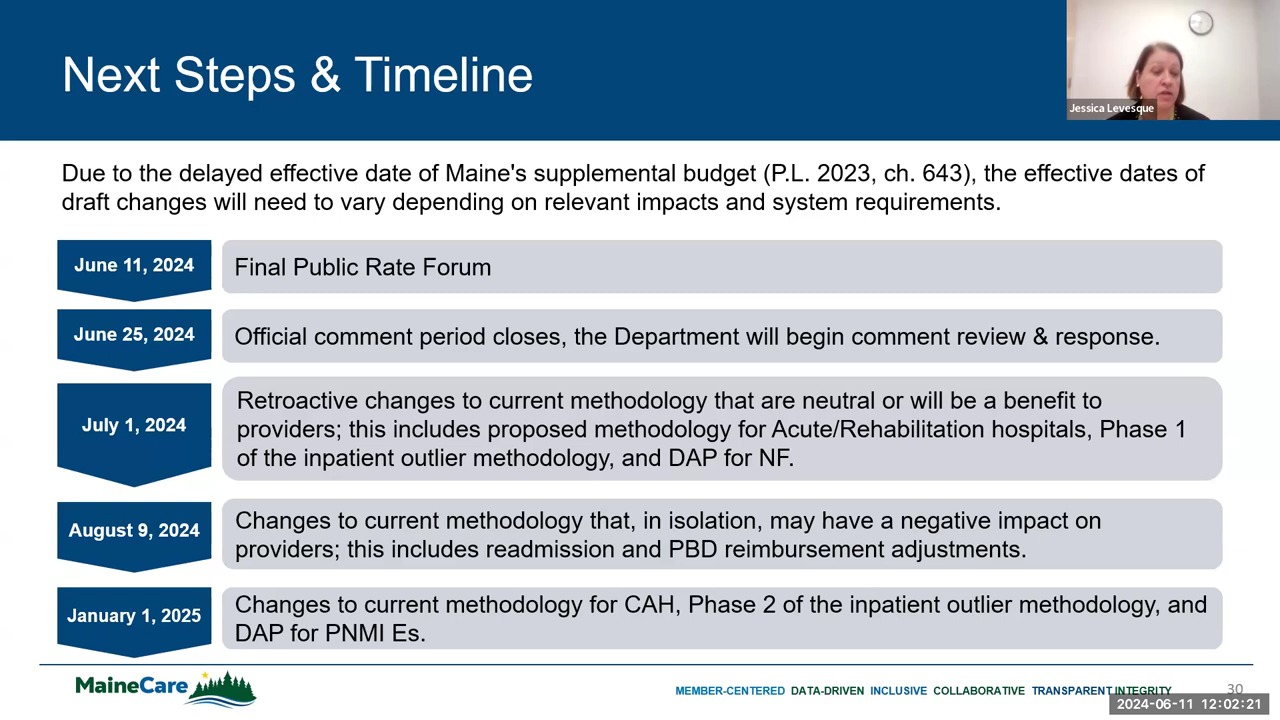 Next Steps & Timeline
Jessica Levesque
Due to the delayed effective date of Maine's supplemental budget (P.L. 2023, ch. 643), the effective dates of
draft changes will need to vary depending on relevant impacts and system requirements.
June 11, 2024
Final Public Rate Forum
June 25, 2024
Official comment period closes, the Department will begin comment review & response.
July 1, 2024
Retroactive changes to current methodology that are neutral or will be a benefit to
providers; this includes proposed methodology for Acute/Rehabilitation hospitals, Phase 1
of the inpatient outlier methodology, and DAP for NF.
August 9, 2024
Changes to current methodology that, in isolation, may have a negative impact on
providers; this includes readmission and PBD reimbursement adjustments.
January 1, 2025
Changes to current methodology for CAH, Phase 2 of the inpatient outlier methodology, and
DAP for PNMI Es.
MaineCare
MEMBER-CENTERED DATA-DRIVEN INCLUSIVE COLLABORATIVE TRANSPARENT INTEGRITY
30
2024-06-11 12:02:21